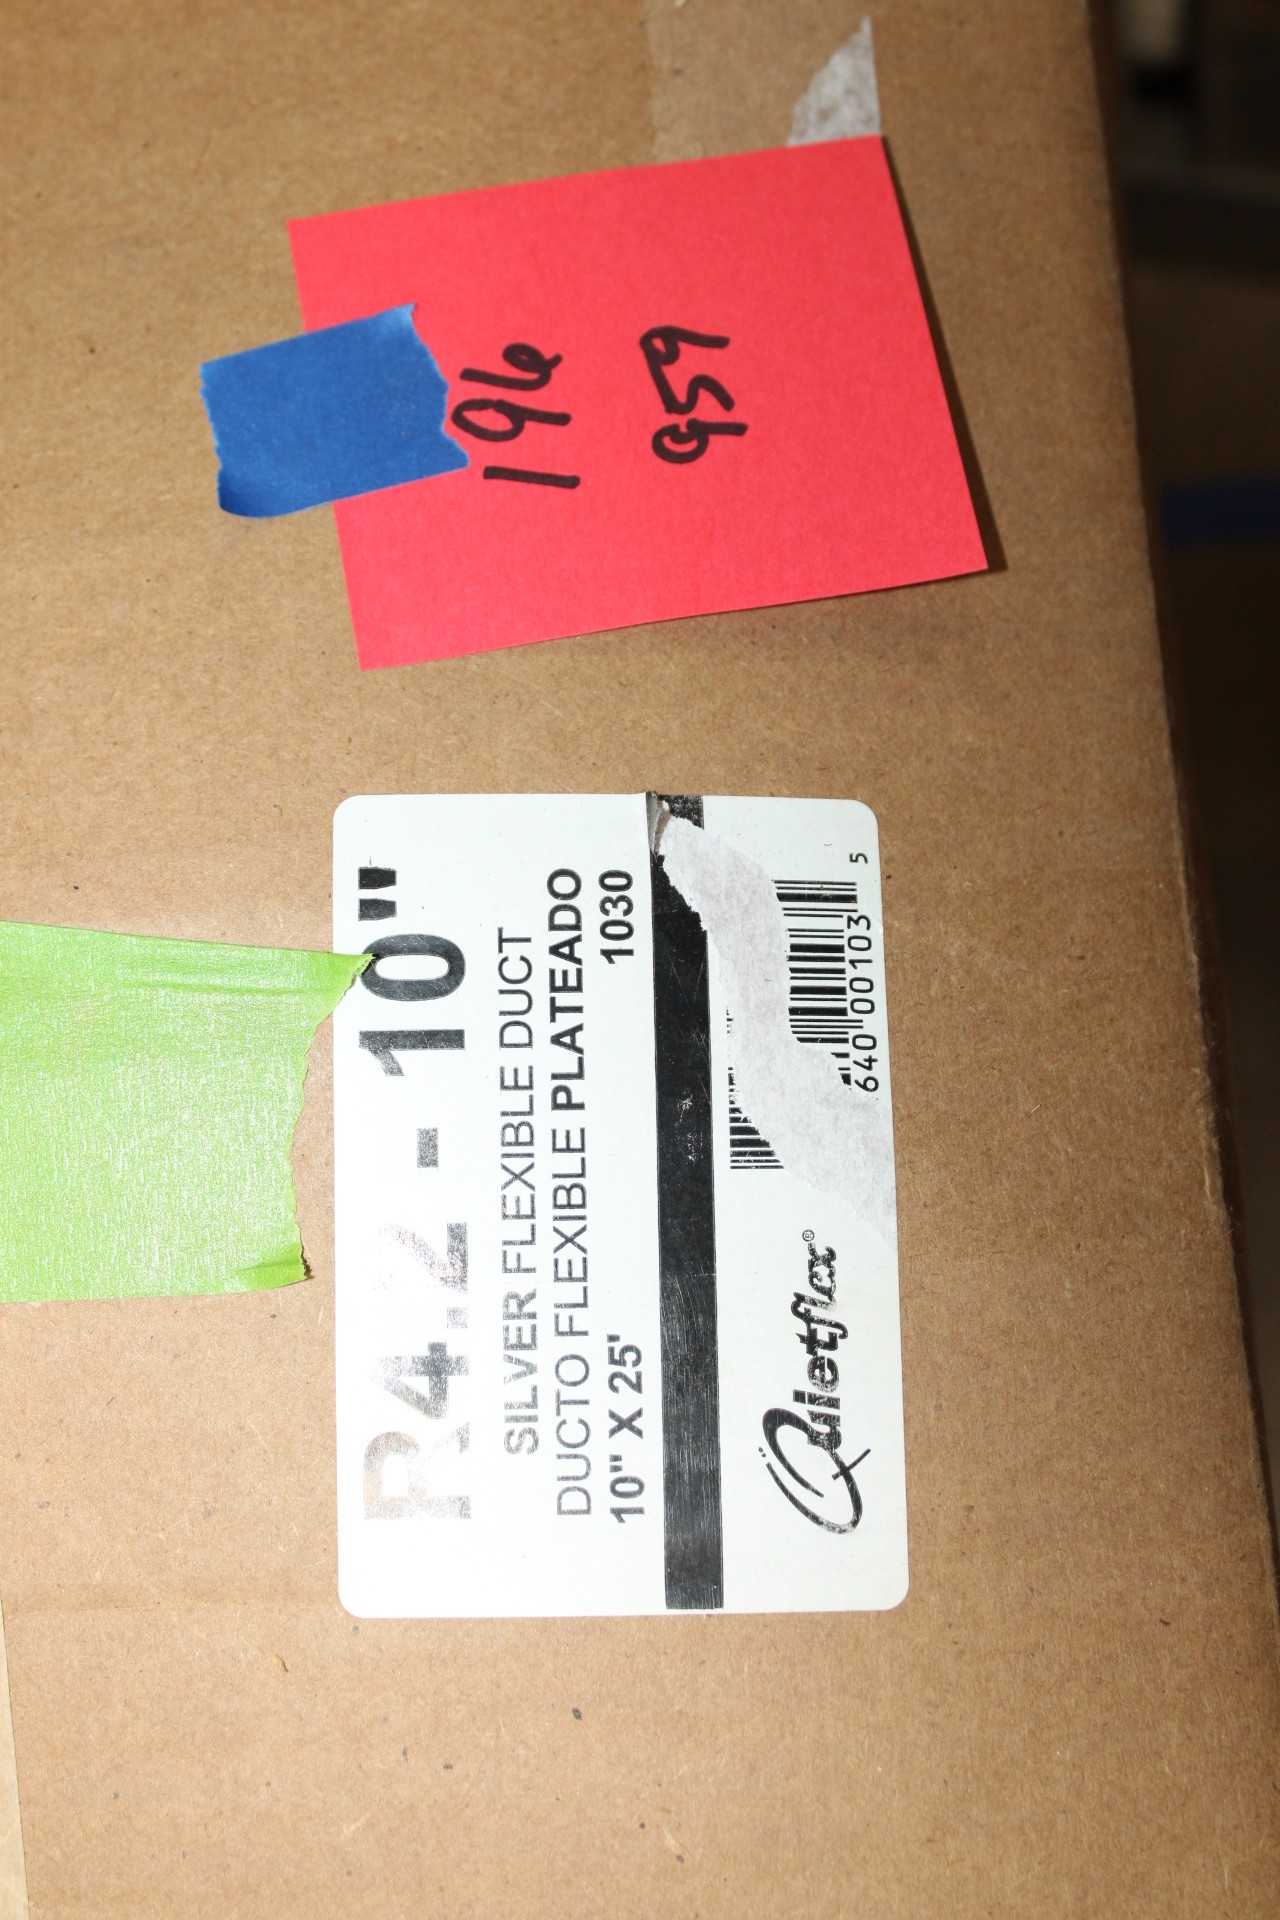 196
959
R4.2 - 10"
SILVER FLEXIBLE DUCT
DUCTO FLEXIBLE PLATEADO
10" X 25' 1030
Quietflex®
640 00103 5